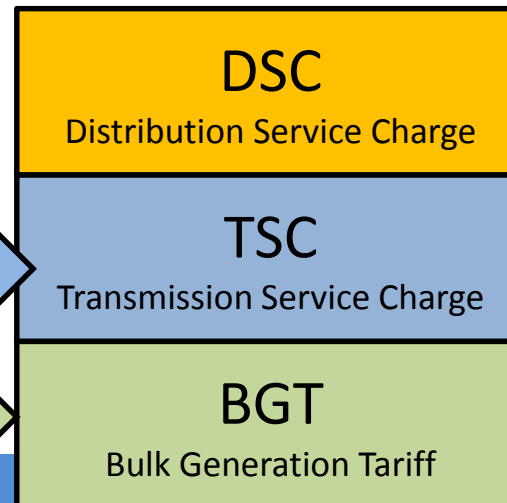 DSC
Distribution Service Charge
TSC
Transmission Service Charge
BGT
Bulk Generation Tariff